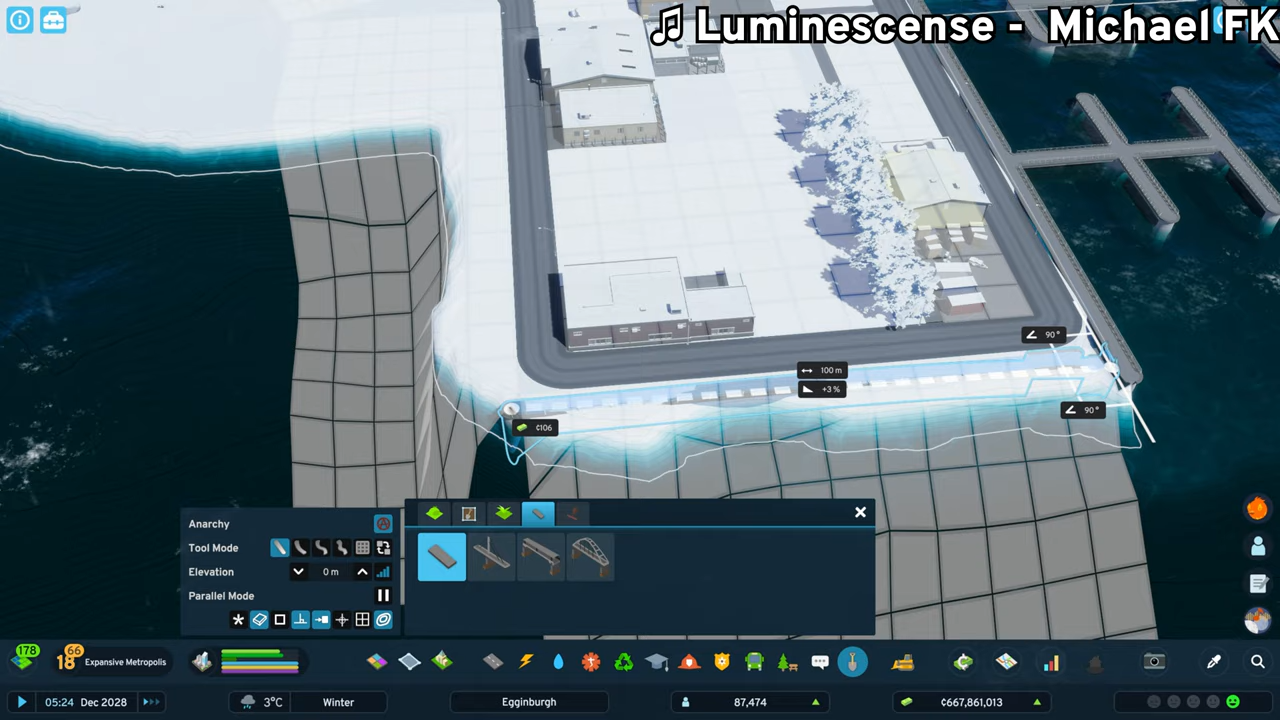 ♫ Luminescense - Michael FK
90°
100 m
+3 %
90°
¢106
Anarchy
Tool Mode
Elevation
0 m
Parallel Mode
178
66
18
Expansive Metropolis
05:24 Dec 2028
3°C
Winter
Egginburgh
87,474
¢667,861,013